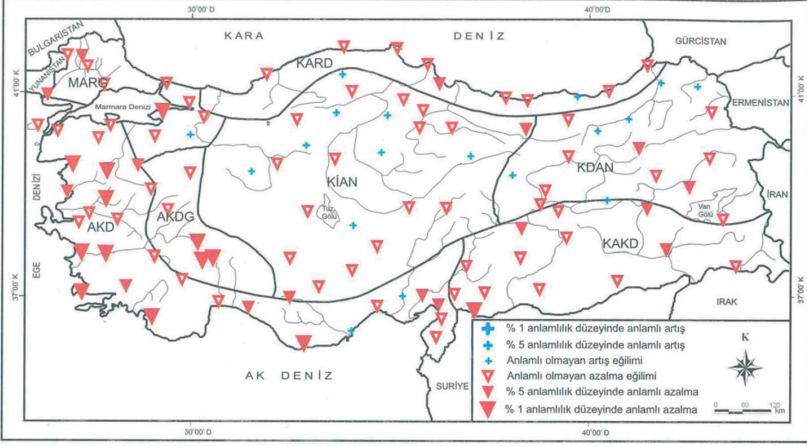 30°00' D
40°00' D
BULGARİSTAN
KARA DENİZ
GÜRCİSTAN
YUNANİSTAN
KARD
MARG
41°00' K
41°00' K
Marmara Denizi
ERMENİSTAN
KDAN
KİAN
İRAN
DENİZİ
AKD
AKDG
Tuz Gölü
Van
Gölü
KAKD
EGE
37°00' K
37°00' K
IRAK
% 1 anlamlılık düzeyinde anlamlı artış
% 5 anlamlılık düzeyinde anlamlı artış
K
Anlamlı olmayan artış eğilimi
Anlamlı olmayan azalma eğilimi
AK DENİZ
SURİYE
% 5 anlamlılık düzeyinde anlamlı azalma
0 60 120
km
% 1 anlamlılık düzeyinde anlamlı azalma
30°00' D
40°00' D